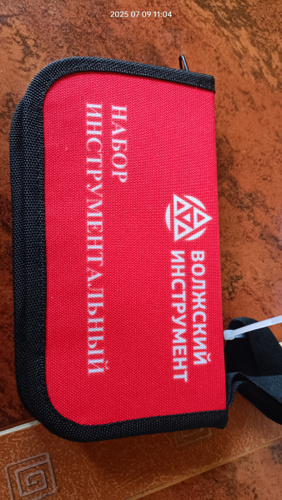 2025 07 09 11:04
НАБОР
ИНСТРУМЕНТАЛЬНЫЙ
ВОЛЖСКИЙ
ИНСТРУМЕНТ